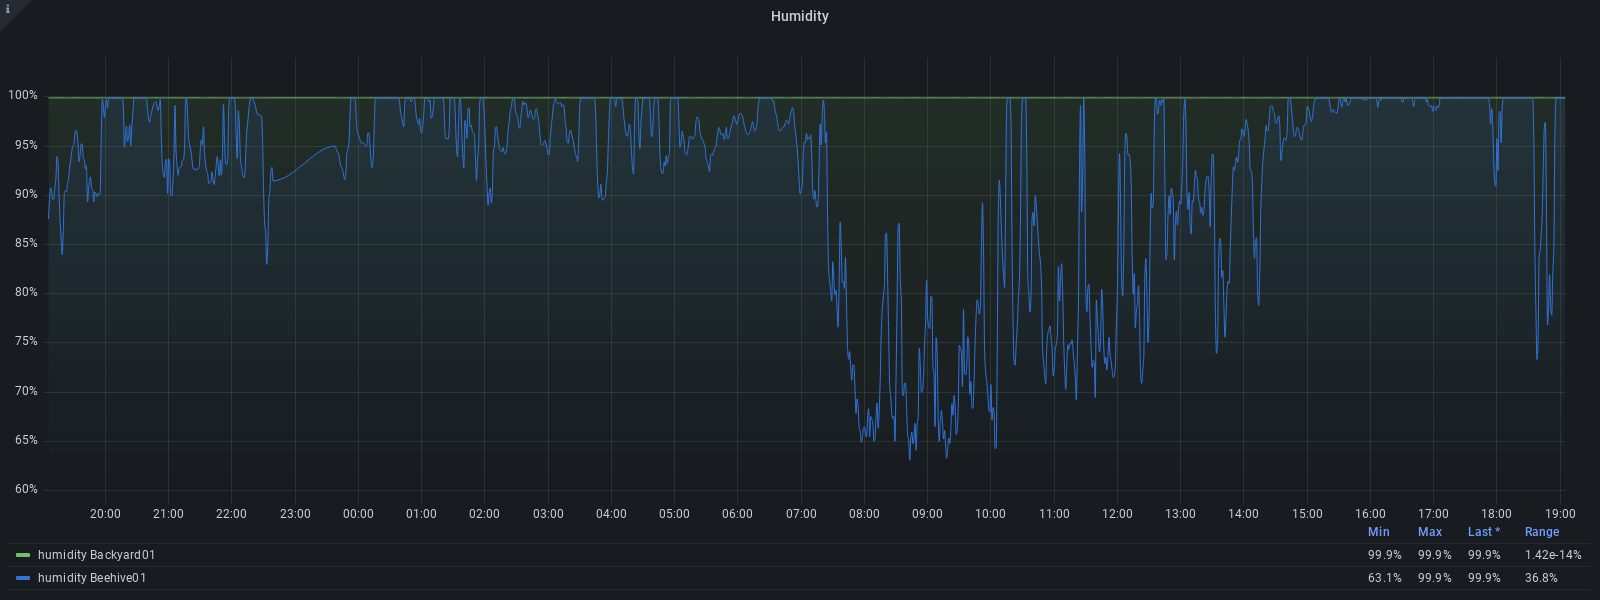 i
Humidity
100%
95%
90%
85%
80%
75%
70%
65%
60%
20:00 21:00 22:00 23:00 00:00 01:00 02:00 03:00 04:00 05:00 06:00 07:00 08:00 09:00 10:00 11:00 12:00 13:00 14:00 15:00 16:00 17:00 18:00 19:00
Min Max Last * Range
humidity Backyard01 99.9% 99.9% 99.9% 1.42e-14%
humidity Beehive01 63.1% 99.9% 99.9% 36.8%